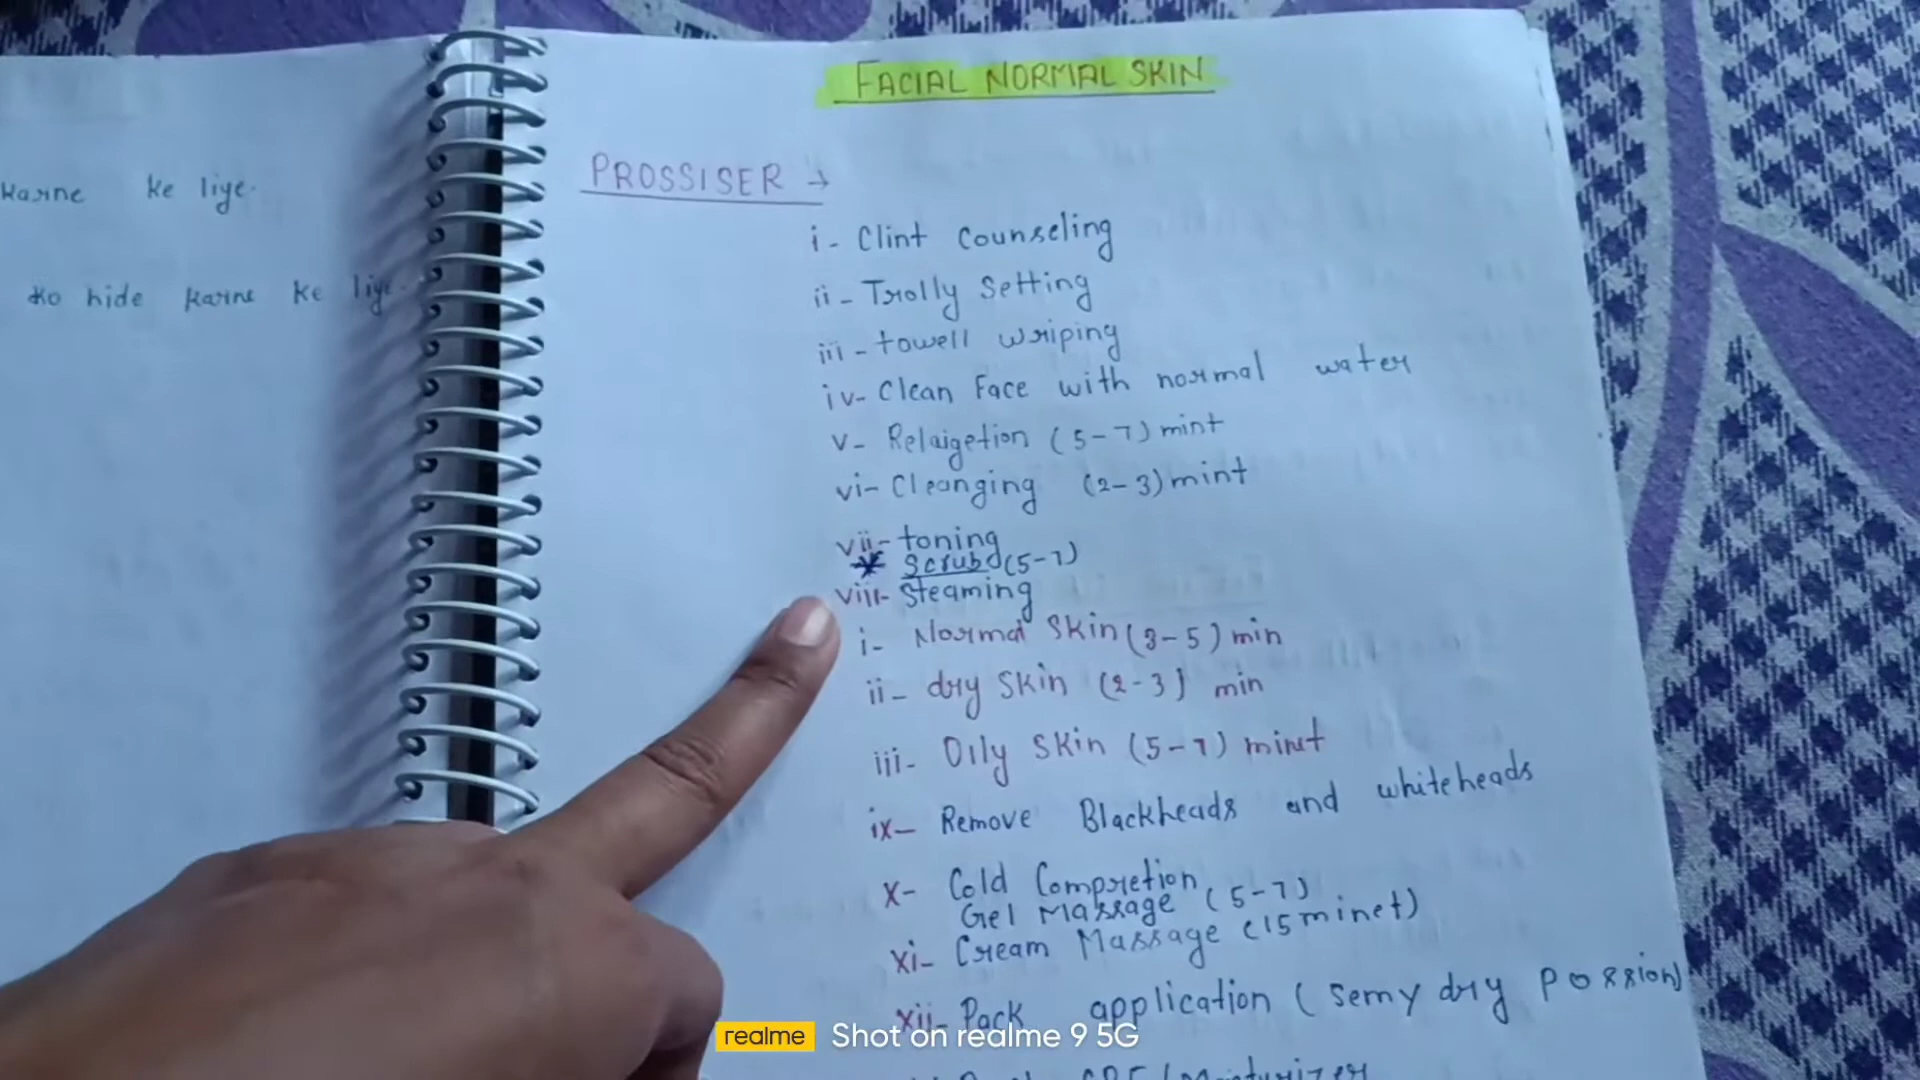 karne ke liye.
ko hide karne ke liye.
FACIAL NORMAL SKIN
PROSSISER →
i- Clint Counseling
ii- Trolly Setting
iii- towell wriping
iv- Clean Face with normal water
v- Relaigetion (5-7) mint
vi- Cleanging (2-3) mint
vii- toning
* Scrub (5-7)
viii- Steaming
i- Normal Skin (3-5) min
ii- dry Skin (2-3) min
iii- Oily Skin (5-7) minet
ix- Remove Blackheads and whiteheads
x- Cold Compretion
Gel Massage (5-7)
xi- Cream Massage (15 minet)
xii- Pack application (semy dry possion)
realme Shot on realme 9 5G